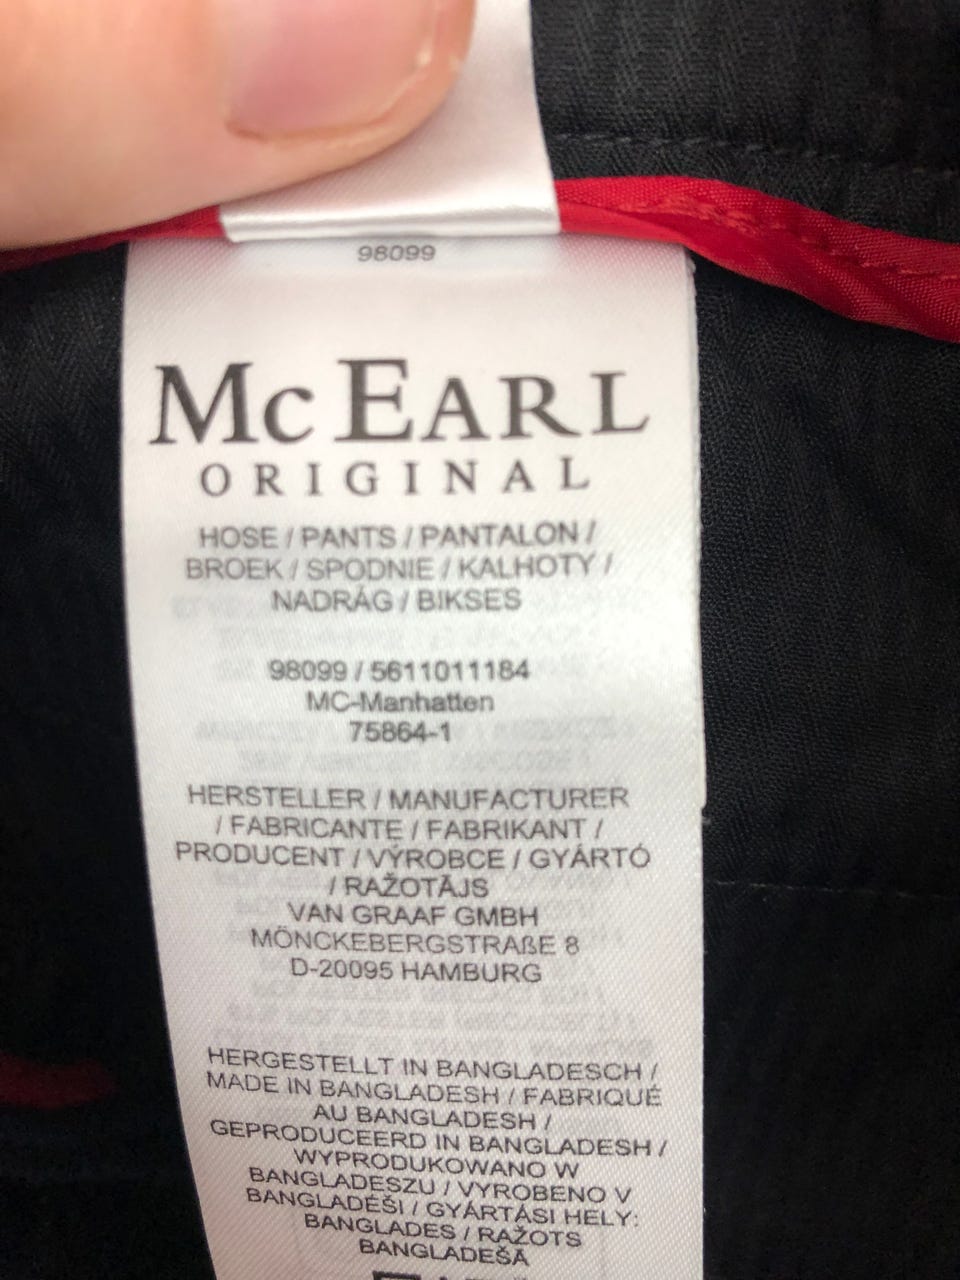 98099
MC EARL
ORIGINAL
HOSE / PANTS / PANTALON /
BROEK / SPODNIE / KALHOTY /
NADRÁG / BIKSES
98099 / 5611011184
MC-Manhatten
75864-1
HERSTELLER / MANUFACTURER
/ FABRICANTE / FABRIKANT /
PRODUCENT / VÝROBCE / GYÁRTÓ
/ RAŽOTĀJS
VAN GRAAF GMBH
MÖNCKEBERGSTRAßE 8
D-20095 HAMBURG
HERGESTELLT IN BANGLADESCH /
MADE IN BANGLADESH / FABRIQUÉ
AU BANGLADESH /
GEPRODUCEERD IN BANGLADESH /
WYPRODUKOWANO W
BANGLADESZU / VYROBENO V
BANGLADÉŠI / GYÁRTÁSI HELY:
BANGLADES / RAŽOTS
BANGLADEŠĀ